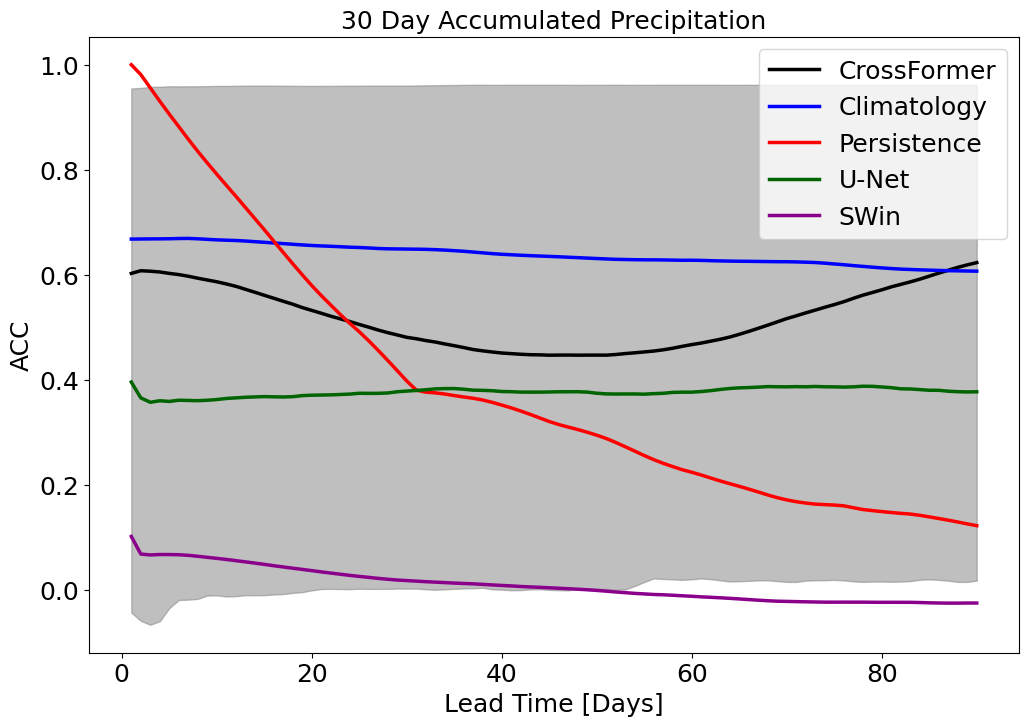 30 Day Accumulated Precipitation
1.0
0.8
0.6
0.4
0.2
0.0
ACC
0 20 40 60 80
Lead Time [Days]
CrossFormer
Climatology
Persistence
U-Net
SWin